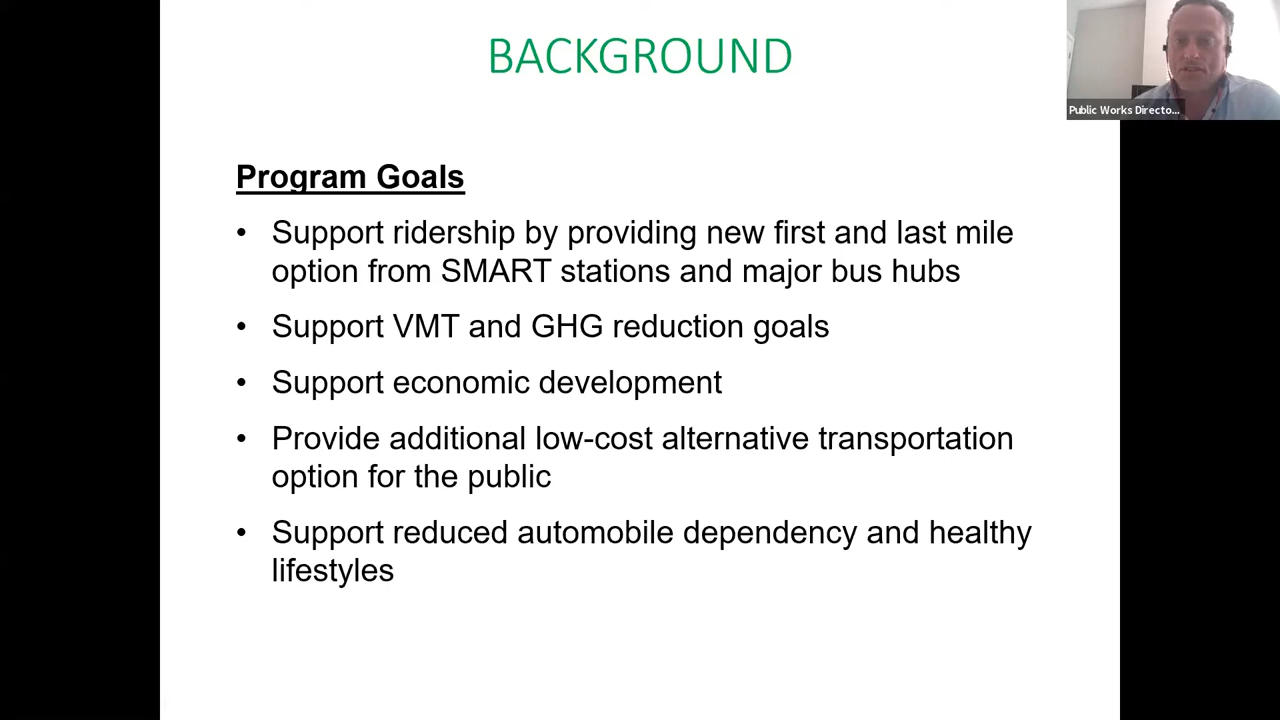 BACKGROUND
Public Works Directo...
Program Goals
• Support ridership by providing new first and last mile
option from SMART stations and major bus hubs
• Support VMT and GHG reduction goals
• Support economic development
• Provide additional low-cost alternative transportation
option for the public
• Support reduced automobile dependency and healthy
lifestyles